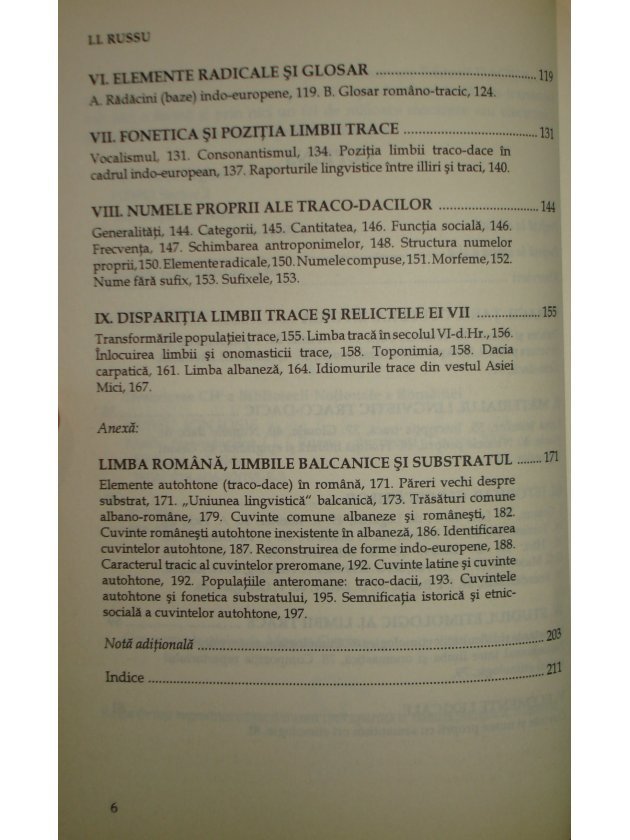 I.I. RUSSU
VI. ELEMENTE RADICALE ŞI GLOSAR ........................................ 119
A. Rădăcini (baze) indo-europene, 119. B. Glosar româno-tracic, 124.
VII. FONETICA ŞI POZIŢIA LIMBII TRACE .................................. 131
Vocalismul, 131. Consonantismul, 134. Poziţia limbii traco-dace în
cadrul indo-european, 137. Raporturile lingvistice între illiri şi traci, 140.
VIII. NUMELE PROPRII ALE TRACO-DACILOR ......................... 144
Generalităţi, 144. Categorii, 145. Cantitatea, 146. Funcţia socială, 146.
Frecvenţa, 147. Schimbarea antroponimelor, 148. Structura numelor
proprii, 150. Elemente radicale, 150. Numele compuse, 151. Morfeme, 152.
Nume fără sufix, 153. Sufixele, 153.
IX. DISPARIŢIA LIMBII TRACE ŞI RELICTELE EI VII .................. 155
Transformările populaţiei trace, 155. Limba tracă în secolul VI-d.Hr., 156.
Înlocuirea limbii şi onomasticii trace, 158. Toponimia, 158. Dacia
carpatică, 161. Limba albaneză, 164. Idiomurile trace din vestul Asiei
Mici, 167.
Anexă:
LIMBA ROMÂNĂ, LIMBILE BALCANICE ŞI SUBSTRATUL ....... 171
Elemente autohtone (traco-dace) în română, 171. Păreri vechi despre
substrat, 171. „Uniunea lingvistică“ balcanică, 173. Trăsături comune
albano-române, 179. Cuvinte comune albaneze şi româneşti, 182.
Cuvinte româneşti autohtone inexistente în albaneză, 186. Identificarea
cuvintelor autohtone, 187. Reconstruirea de forme indo-europene, 188.
Caracterul tracic al cuvintelor preromane, 192. Cuvinte latine şi cuvinte
autohtone, 192. Populaţiile anteromane: traco-dacii, 193. Cuvintele
autohtone şi fonetica substratului, 195. Semnificaţia istorică şi etnic-
socială a cuvintelor autohtone, 197.
Notă adiţională ........................................................................ 203
Indice ....................................................................................... 211
6